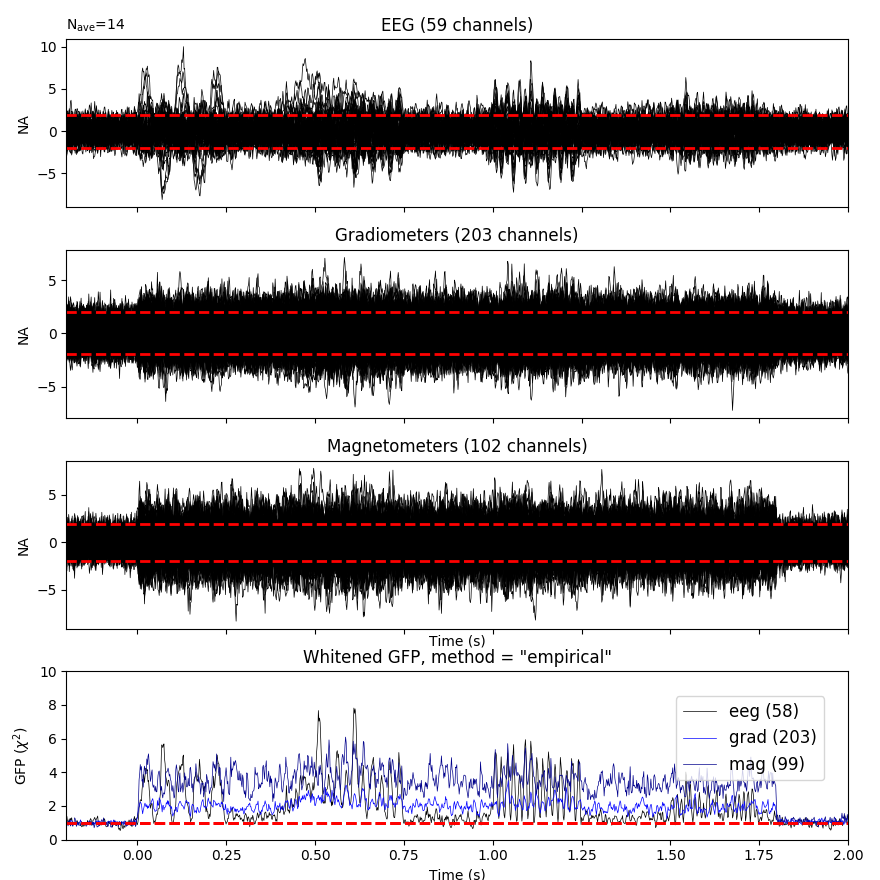 N_ave=14
EEG (59 channels)
10
5
0
−5
NA
Gradiometers (203 channels)
5
0
−5
NA
Magnetometers (102 channels)
5
0
−5
NA
Time (s)
Whitened GFP, method = "empirical"
10
8
6
4
2
0
GFP (χ²)
eeg (58)
grad (203)
mag (99)
0.00 0.25 0.50 0.75 1.00 1.25 1.50 1.75 2.00
Time (s)